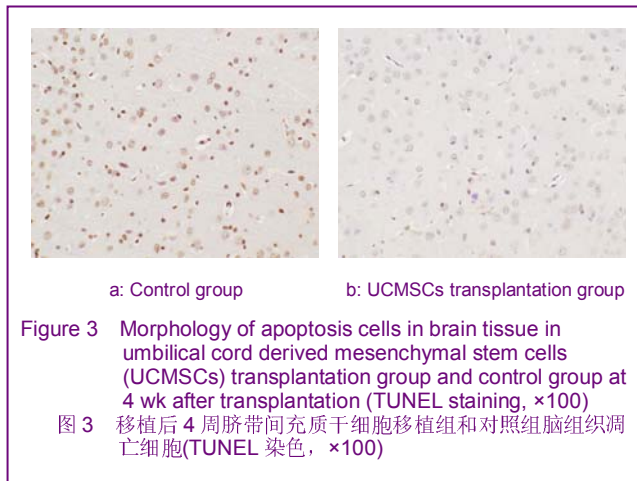 a: Control group
b: UCMSCs transplantation group
Figure 3 Morphology of apoptosis cells in brain tissue in
umbilical cord derived mesenchymal stem cells
(UCMSCs) transplantation group and control group at
4 wk after transplantation (TUNEL staining, ×100)
图 3 移植后 4 周脐带间充质干细胞移植组和对照组脑组织凋
亡细胞(TUNEL 染色，×100)